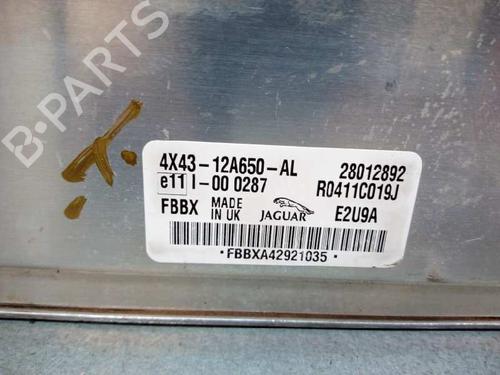 B-PARTS
4X43-12A650-AL 28012892
e11 I-00 0287 R0411C019J
FBBX MADE IN UK JAGUAR E2U9A
·FBBXA42921035·